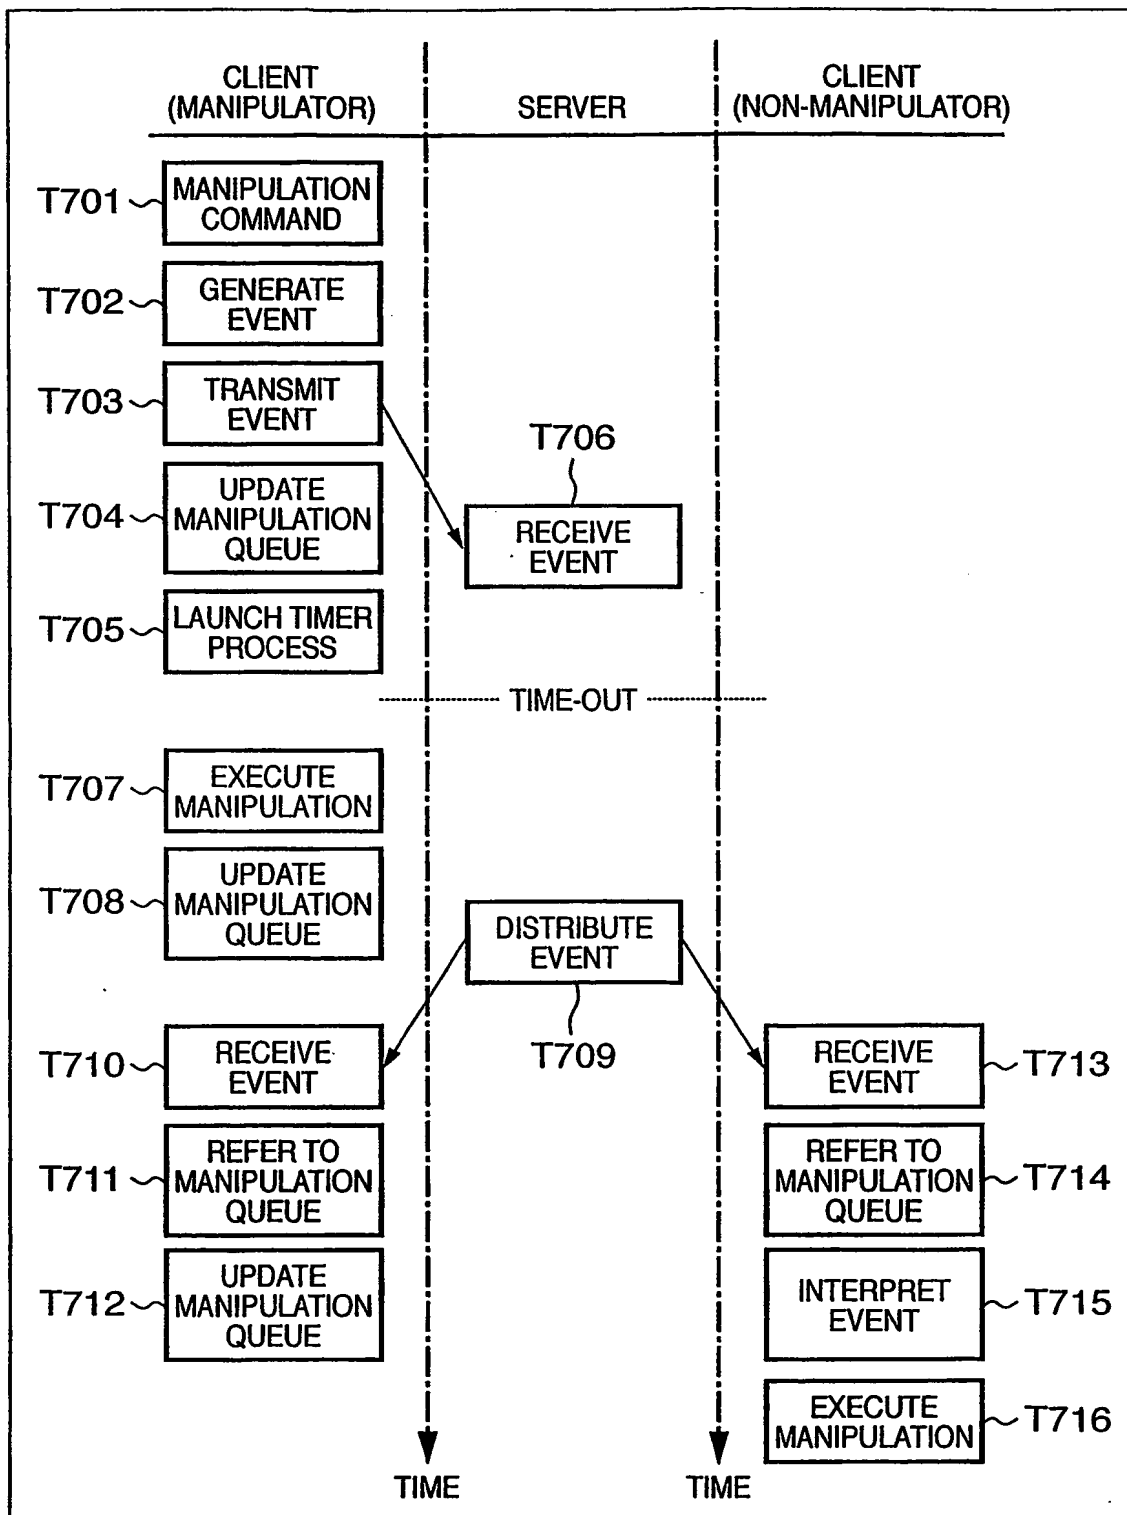 CLIENT
(MANIPULATOR)
SERVER
CLIENT
(NON-MANIPULATOR)
T701
MANIPULATION
COMMAND
T702
GENERATE
EVENT
T703
TRANSMIT
EVENT
T706
T704
UPDATE
MANIPULATION
QUEUE
RECEIVE
EVENT
T705
LAUNCH TIMER
PROCESS
TIME-OUT
T707
EXECUTE
MANIPULATION
T708
UPDATE
MANIPULATION
QUEUE
DISTRIBUTE
EVENT
T709
T710
RECEIVE
EVENT
RECEIVE
EVENT
T713
T711
REFER TO
MANIPULATION
QUEUE
REFER TO
MANIPULATION
QUEUE
T714
T712
UPDATE
MANIPULATION
QUEUE
INTERPRET
EVENT
T715
EXECUTE
MANIPULATION
T716
TIME
TIME